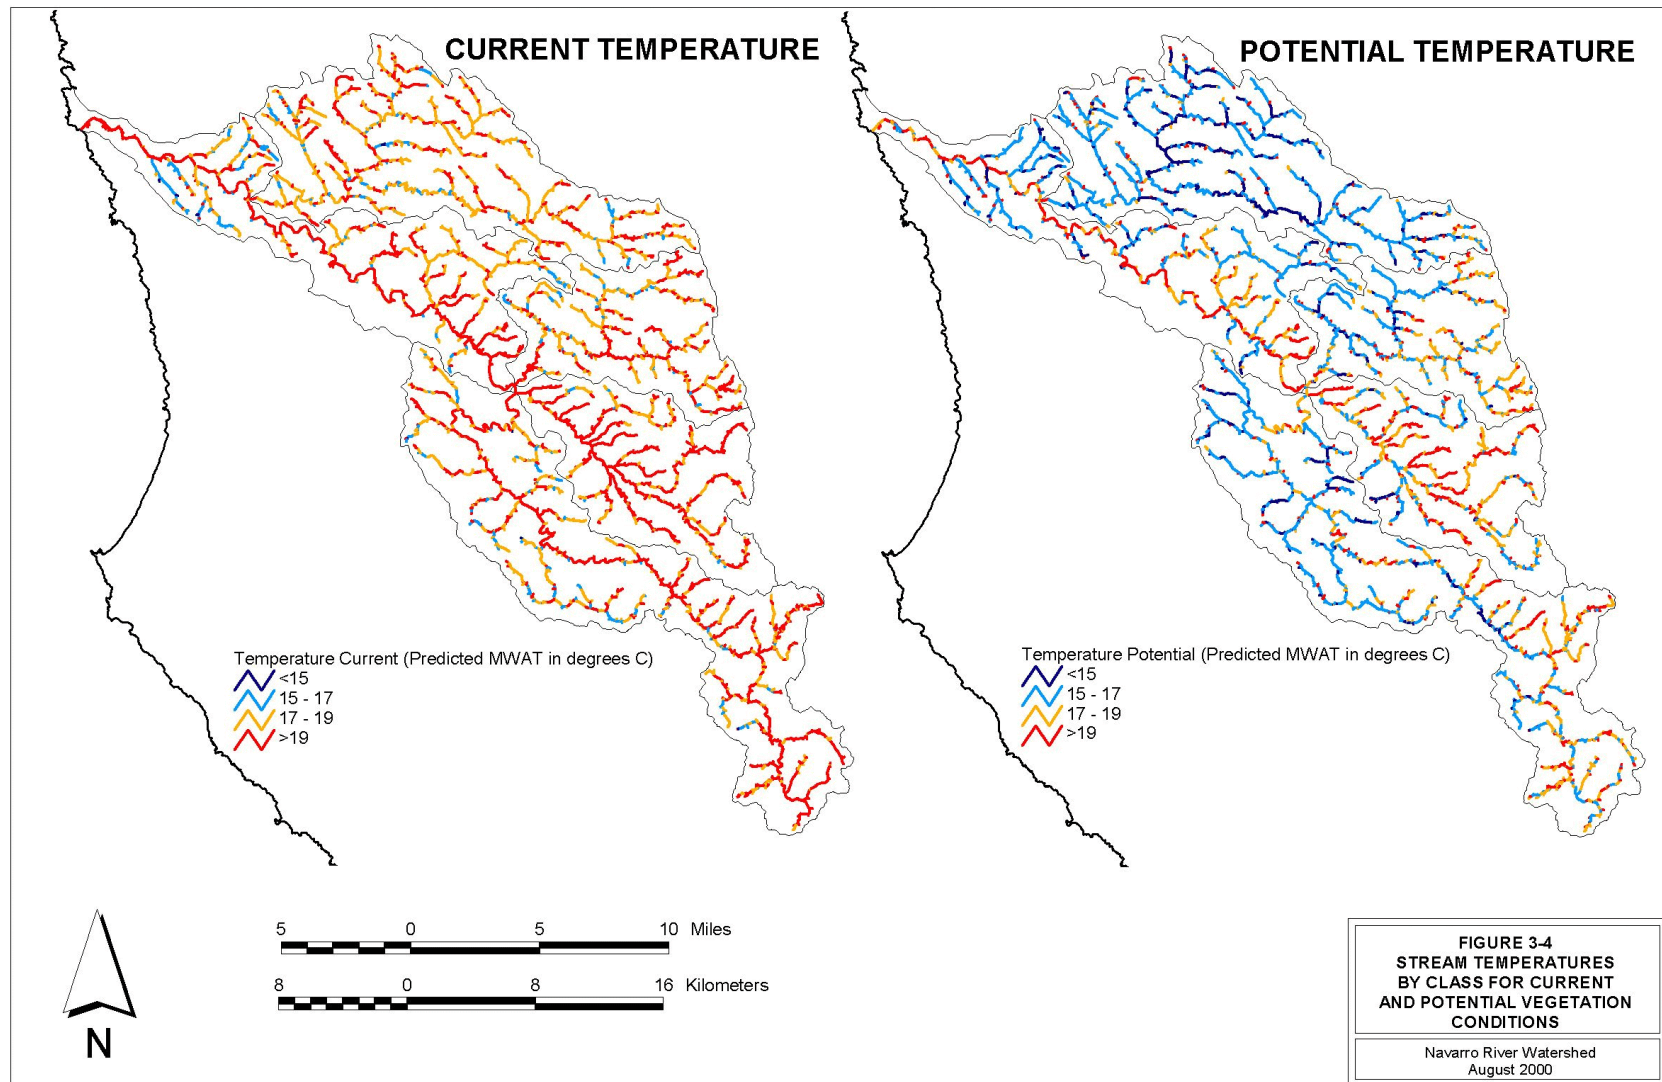 CURRENT TEMPERATURE
POTENTIAL TEMPERATURE
Temperature Current (Predicted MWAT in degrees C)
<15
15 - 17
17 - 19
>19
Temperature Potential (Predicted MWAT in degrees C)
<15
15 - 17
17 - 19
>19
5 0 5 10 Miles
8 0 8 16 Kilometers
N
FIGURE 3-4
STREAM TEMPERATURES
BY CLASS FOR CURRENT
AND POTENTIAL VEGETATION
CONDITIONS
Navarro River Watershed
August 2000